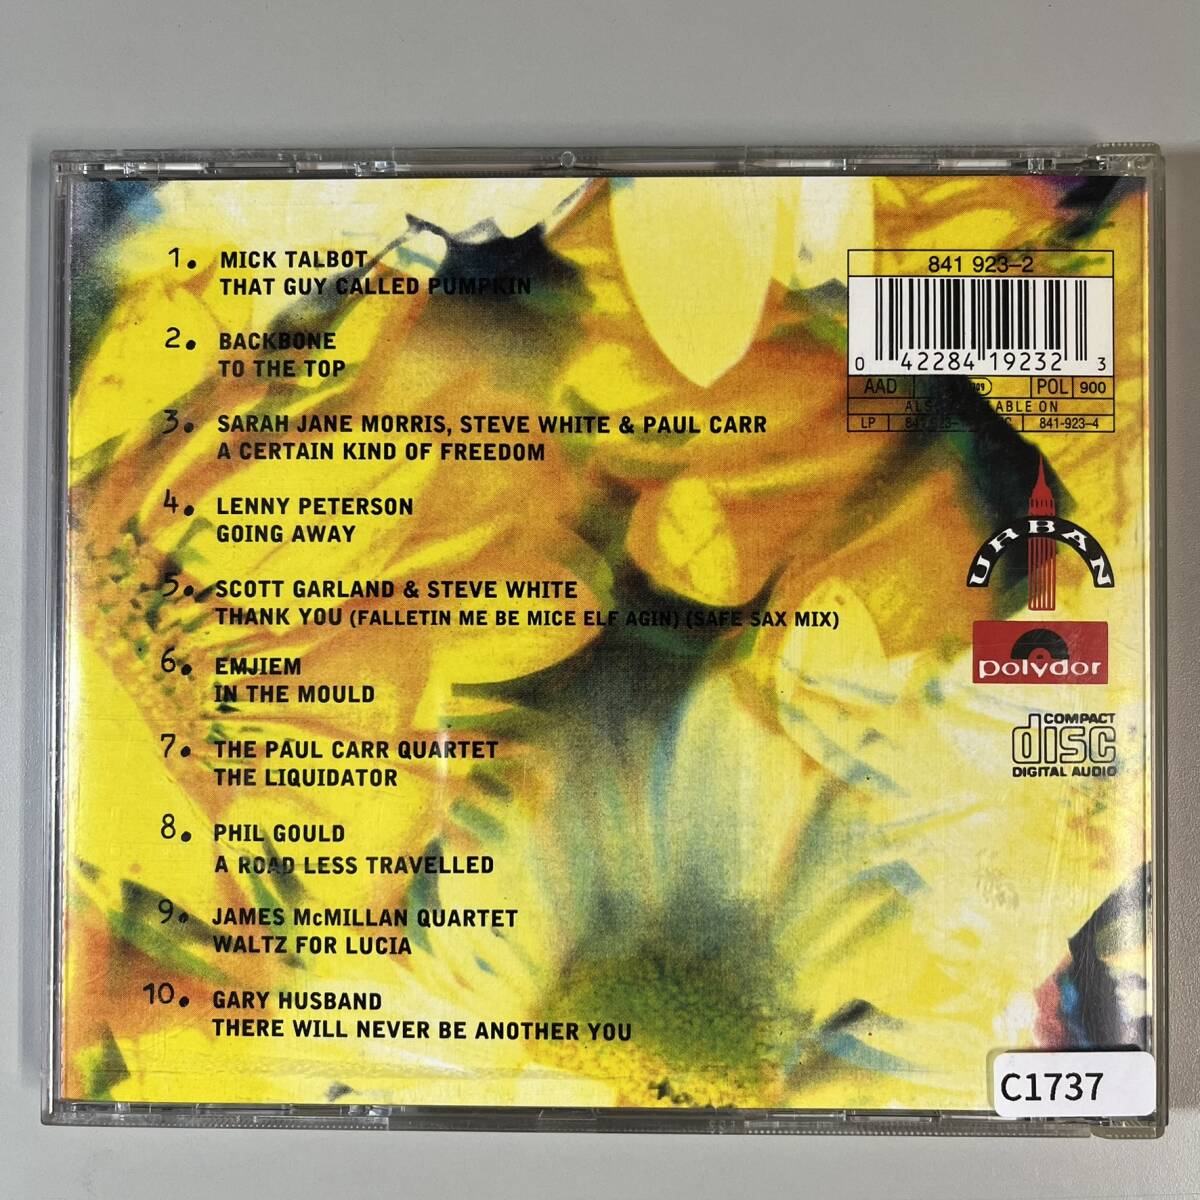 1. MICK TALBOT
THAT GUY CALLED PUMPKIN
2. BACKBONE
TO THE TOP
3. SARAH JANE MORRIS, STEVE WHITE & PAUL CARR
A CERTAIN KIND OF FREEDOM
4. LENNY PETERSON
GOING AWAY
5. SCOTT GARLAND & STEVE WHITE
THANK YOU (FALLETIN ME BE MICE ELF AGIN) (SAFE SAX MIX)
6. EMJIEM
IN THE MOULD
7. THE PAUL CARR QUARTET
THE LIQUIDATOR
8. PHIL GOULD
A ROAD LESS TRAVELLED
9. JAMES McMILLAN QUARTET
WALTZ FOR LUCIA
10. GARY HUSBAND
THERE WILL NEVER BE ANOTHER YOU
841 923-2
0 42284 19232 3
AAD POL 900
ON
LP 841-923-4
URBAN
polydor
COMPACT
disc
DIGITAL AUDIO
C1737